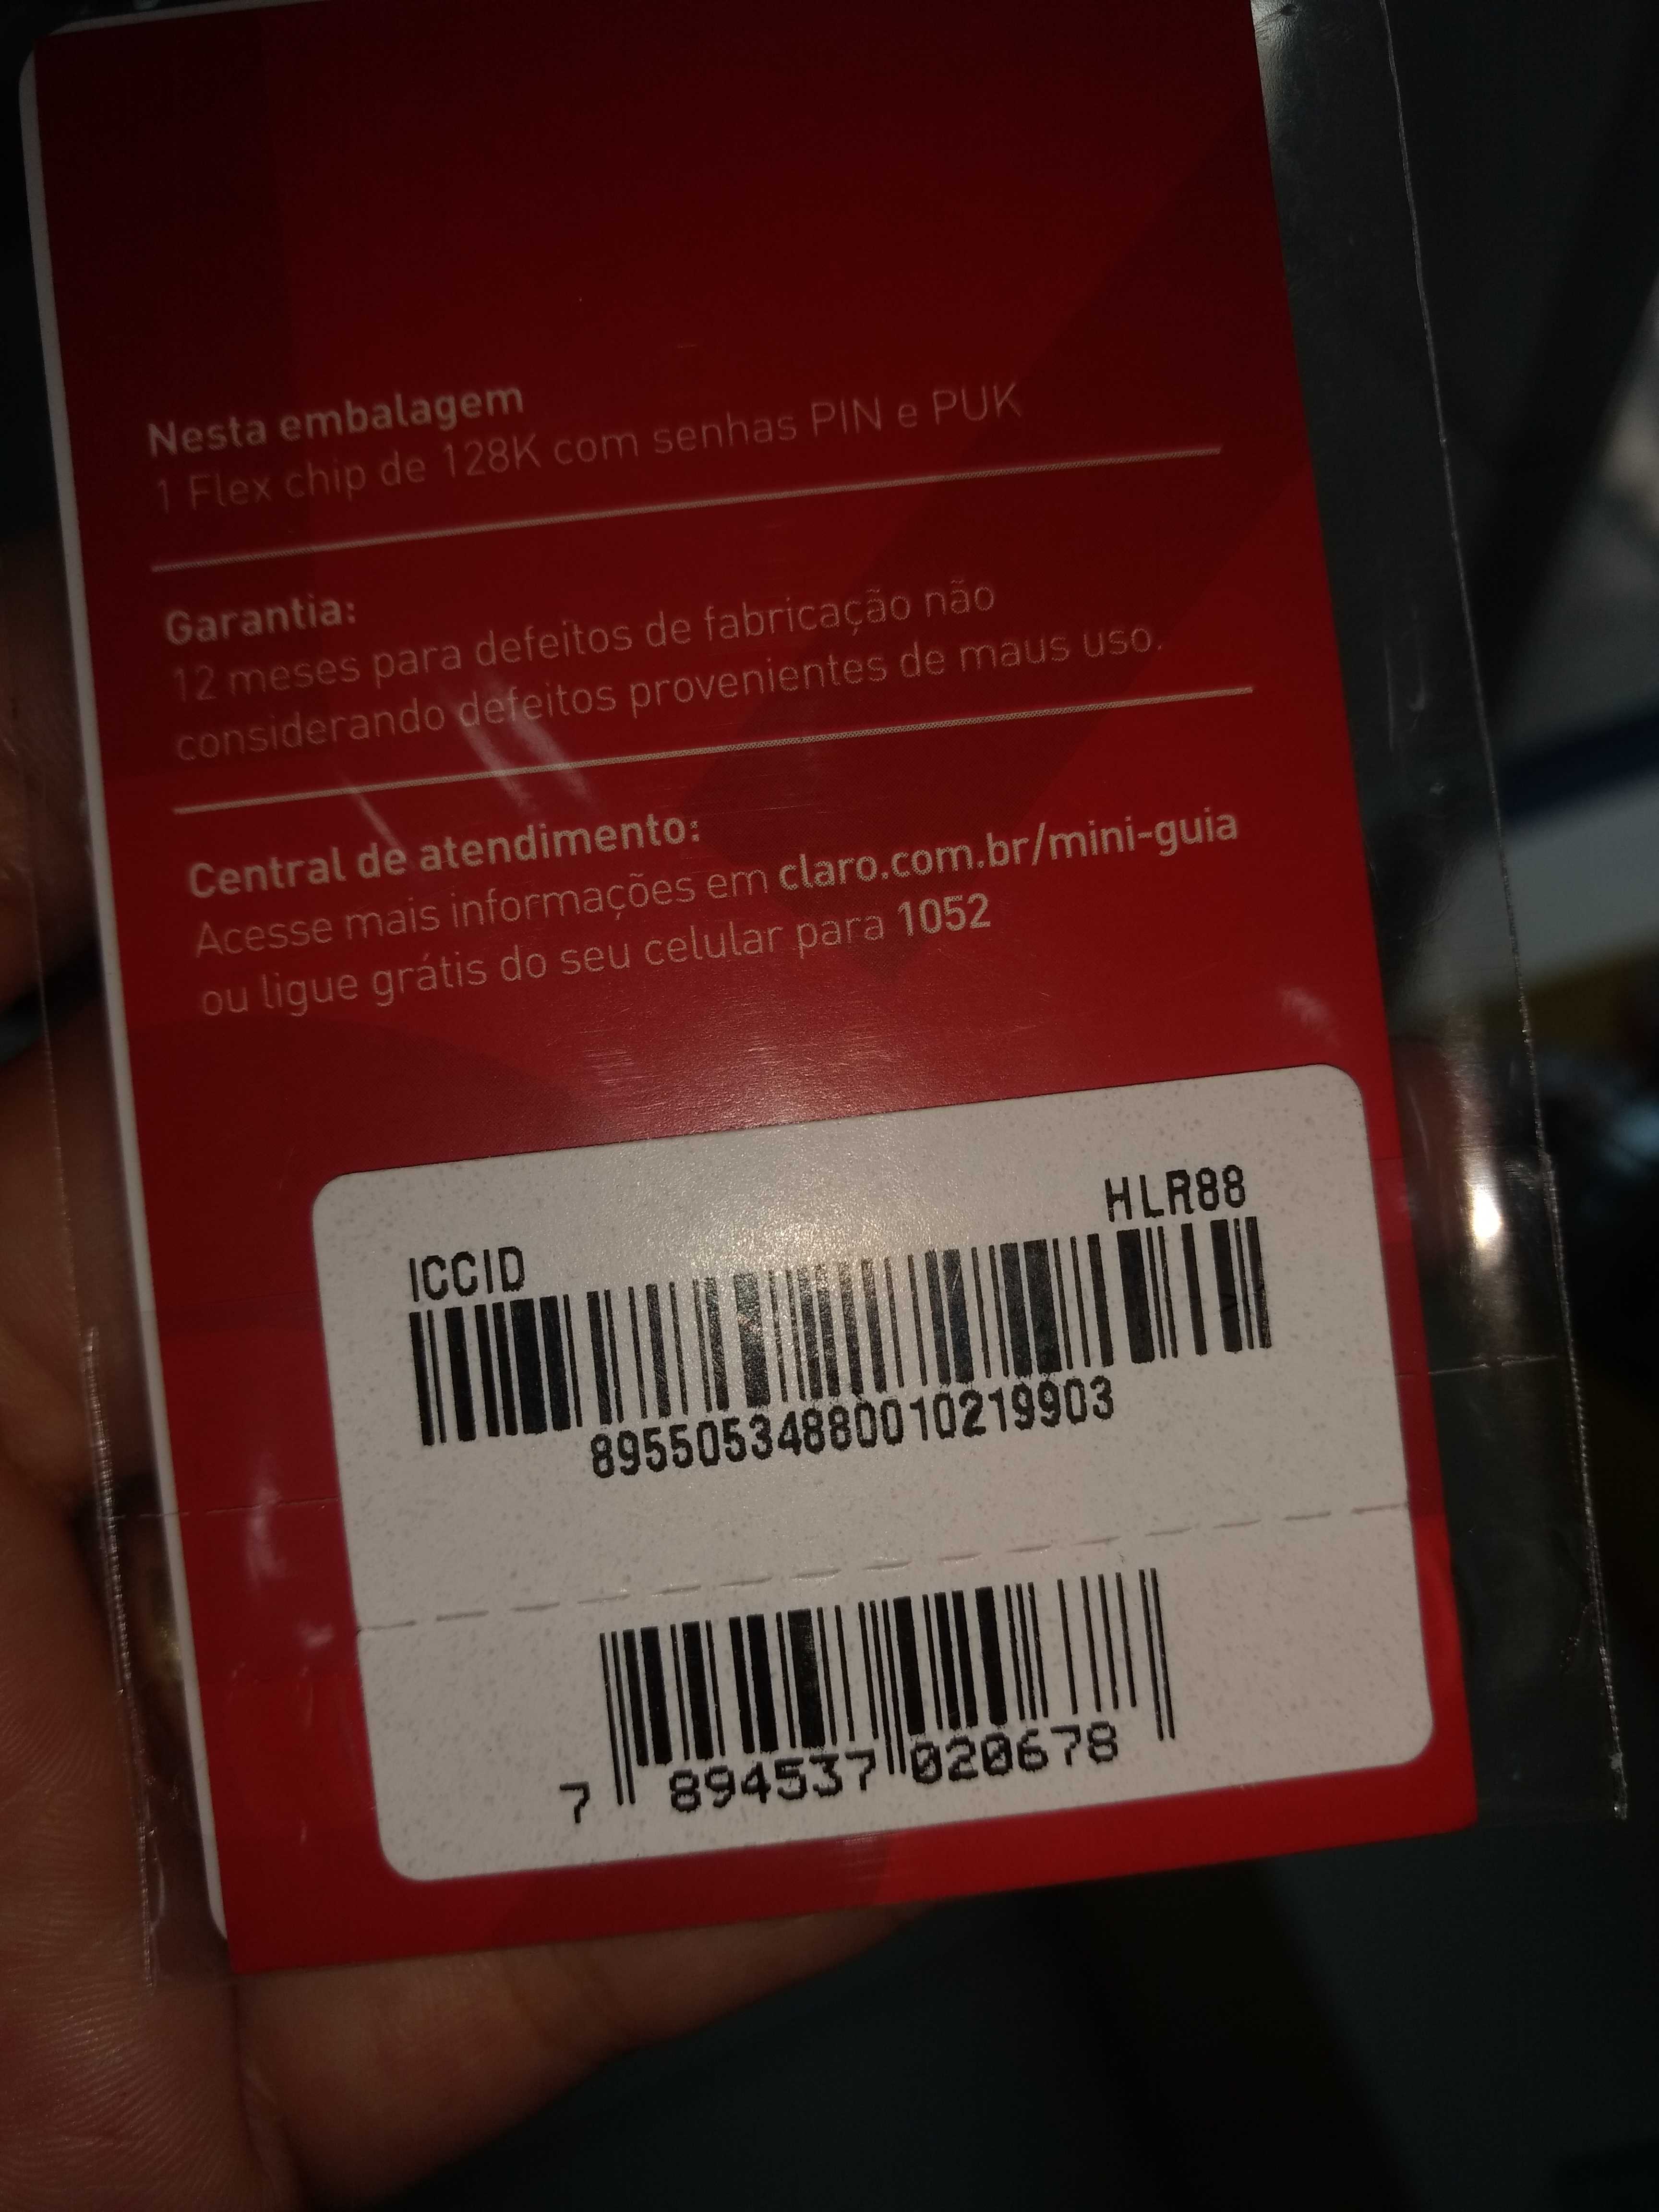 Nesta embalagem
1 Flex chip de 128K com senhas PIN e PUK
Garantia:
12 meses para defeitos de fabricação não
considerando defeitos provenientes de maus uso.
Central de atendimento:
Acesse mais informações em claro.com.br/mini-guia
ou ligue grátis do seu celular para 1052
HLR88
ICCID
89550534880010219903
7 894537 020678